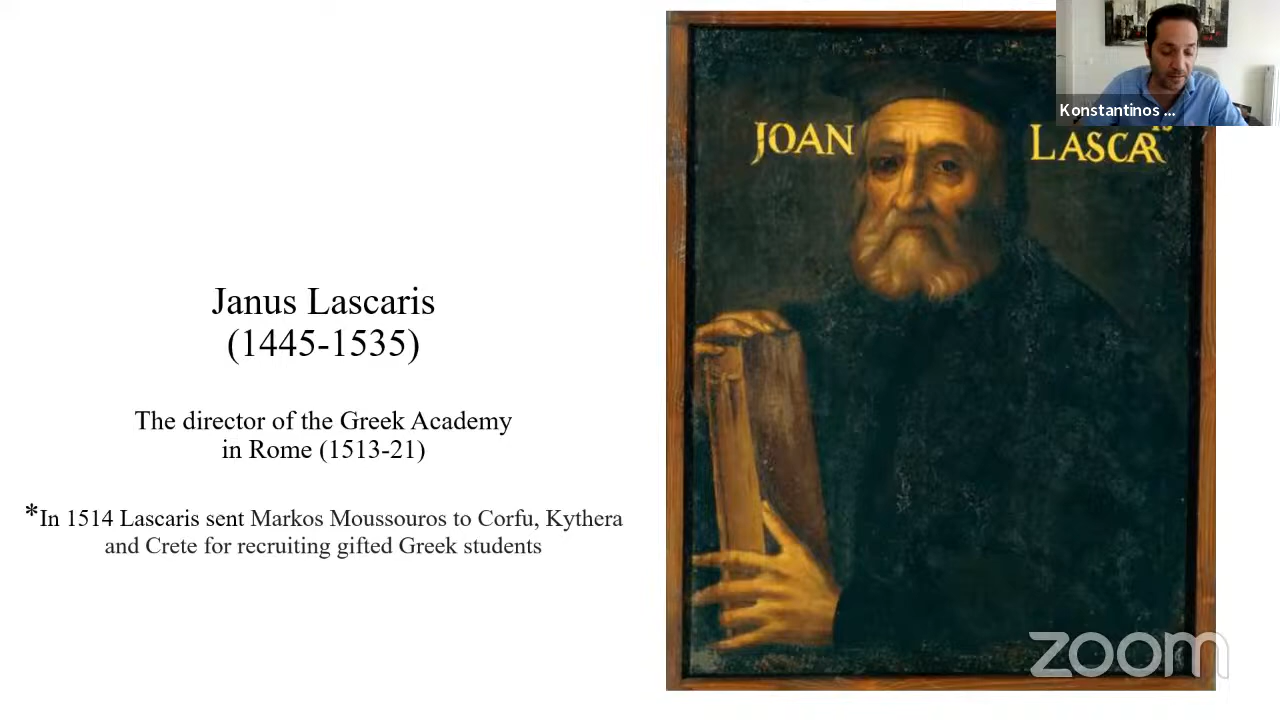 Janus Lascaris
(1445-1535)
The director of the Greek Academy
in Rome (1513-21)
*In 1514 Lascaris sent Markos Moussouros to Corfu, Kythera
and Crete for recruiting gifted Greek students
JOAN LASCAR
IS
Konstantinos ...
zoom